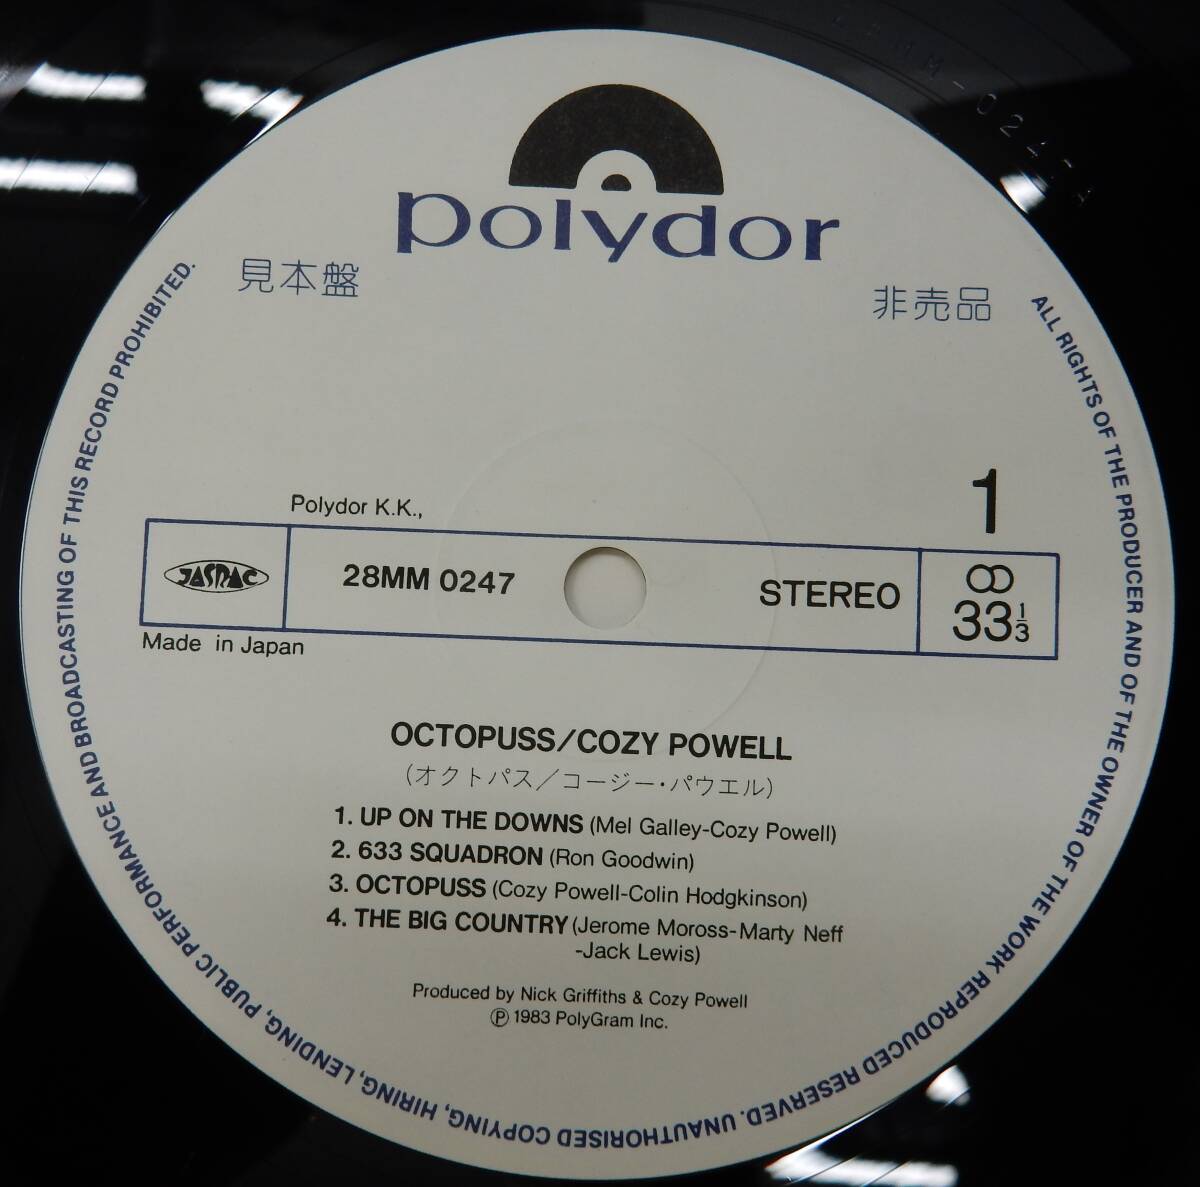 polydor
見本盤
非売品
1
Polydor K.K.,
JASRAC
28MM 0247
STEREO
33 1/3
Made in Japan
OCTOPUSS/COZY POWELL
(オクトパス/コージー・パウエル)
1. UP ON THE DOWNS (Mel Galley-Cozy Powell)
2. 633 SQUADRON (Ron Goodwin)
3. OCTOPUSS (Cozy Powell-Colin Hodgkinson)
4. THE BIG COUNTRY (Jerome Moross-Marty Neff
-Jack Lewis)
Produced by Nick Griffiths & Cozy Powell
Ⓟ 1983 PolyGram Inc.
ALL RIGHTS OF THE PRODUCER AND OF THE OWNER OF THE WORK REPRODUCED RESERVED. UNAUTHORISED COPYING, HIRING, LENDING, PUBLIC PERFORMANCE AND BROADCASTING OF THIS RECORD PROHIBITED.